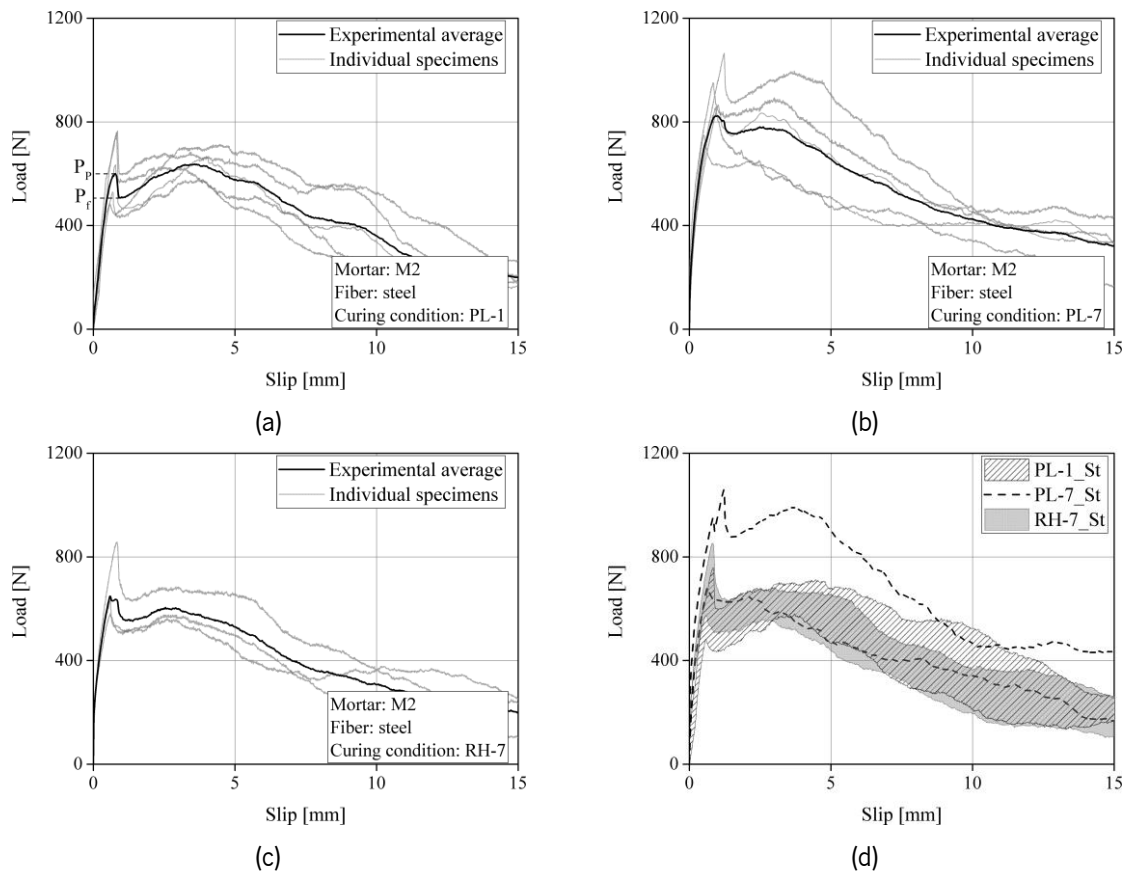 1200
Experimental average
Individual specimens
800
P_p
P_f
400
0
Load [N]
Mortar: M2
Fiber: steel
Curing condition: PL-1
0 5 10 15
Slip [mm]
(a)
1200
Experimental average
Individual specimens
800
400
0
Load [N]
Mortar: M2
Fiber: steel
Curing condition: PL-7
0 5 10 15
Slip [mm]
(b)
1200
Experimental average
Individual specimens
800
400
0
Load [N]
Mortar: M2
Fiber: steel
Curing condition: RH-7
0 5 10 15
Slip [mm]
(c)
1200
PL-1_St
PL-7_St
RH-7_St
800
400
0
Load [N]
0 5 10 15
Slip [mm]
(d)